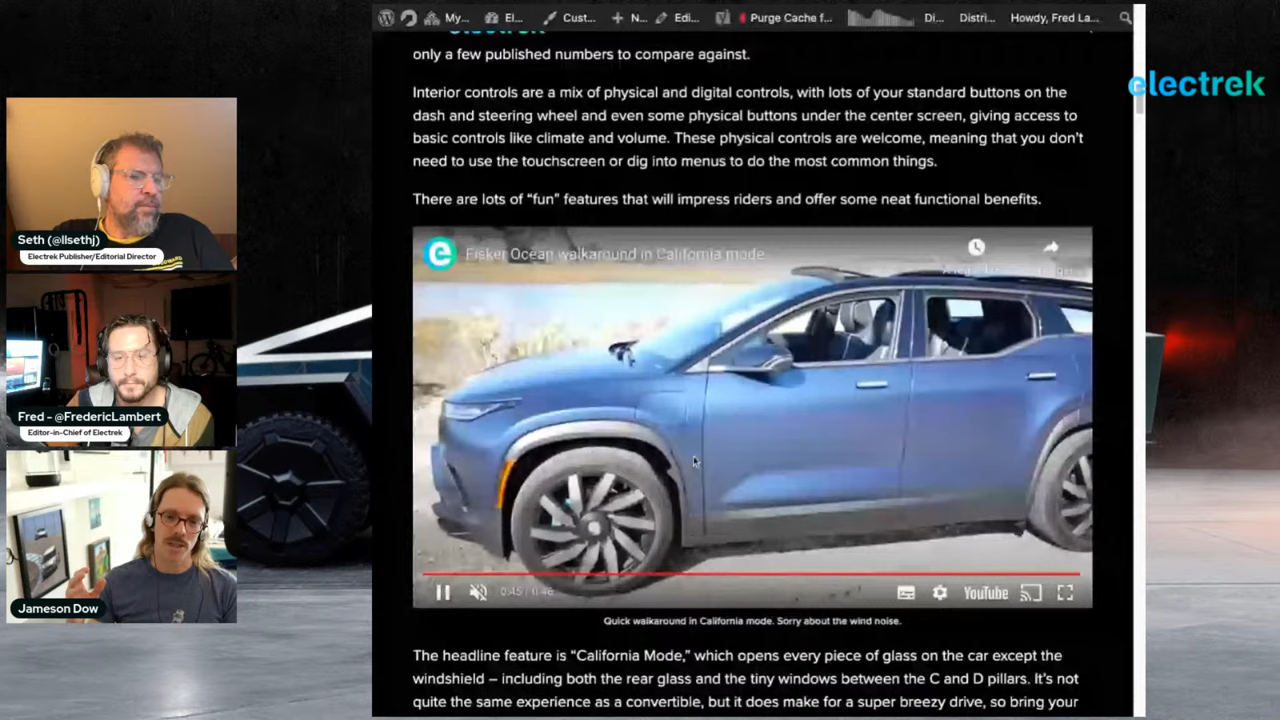 My...
El...
Cust...
N...
Edi...
Purge Cache f...
Di...
Distri...
Howdy, Fred La...
electrek
only a few published numbers to compare against.
Interior controls are a mix of physical and digital controls, with lots of your standard buttons on the
dash and steering wheel and even some physical buttons under the center screen, giving access to
basic controls like climate and volume. These physical controls are welcome, meaning that you don't
need to use the touchscreen or dig into menus to do the most common things.
There are lots of “fun” features that will impress riders and offer some neat functional benefits.
Fisker Ocean walkaround in California mode
0:45 / 0:46
YouTube
Quick walkaround in California mode. Sorry about the wind noise.
The headline feature is “California Mode,” which opens every piece of glass on the car except the
windshield – including both the rear glass and the tiny windows between the C and D pillars. It's not
quite the same experience as a convertible, but it does make for a super breezy drive, so bring your
Seth (@llsethj)
Electrek Publisher/Editorial Director
Fred - @FredericLambert
Editor-in-Chief of Electrek
Jameson Dow